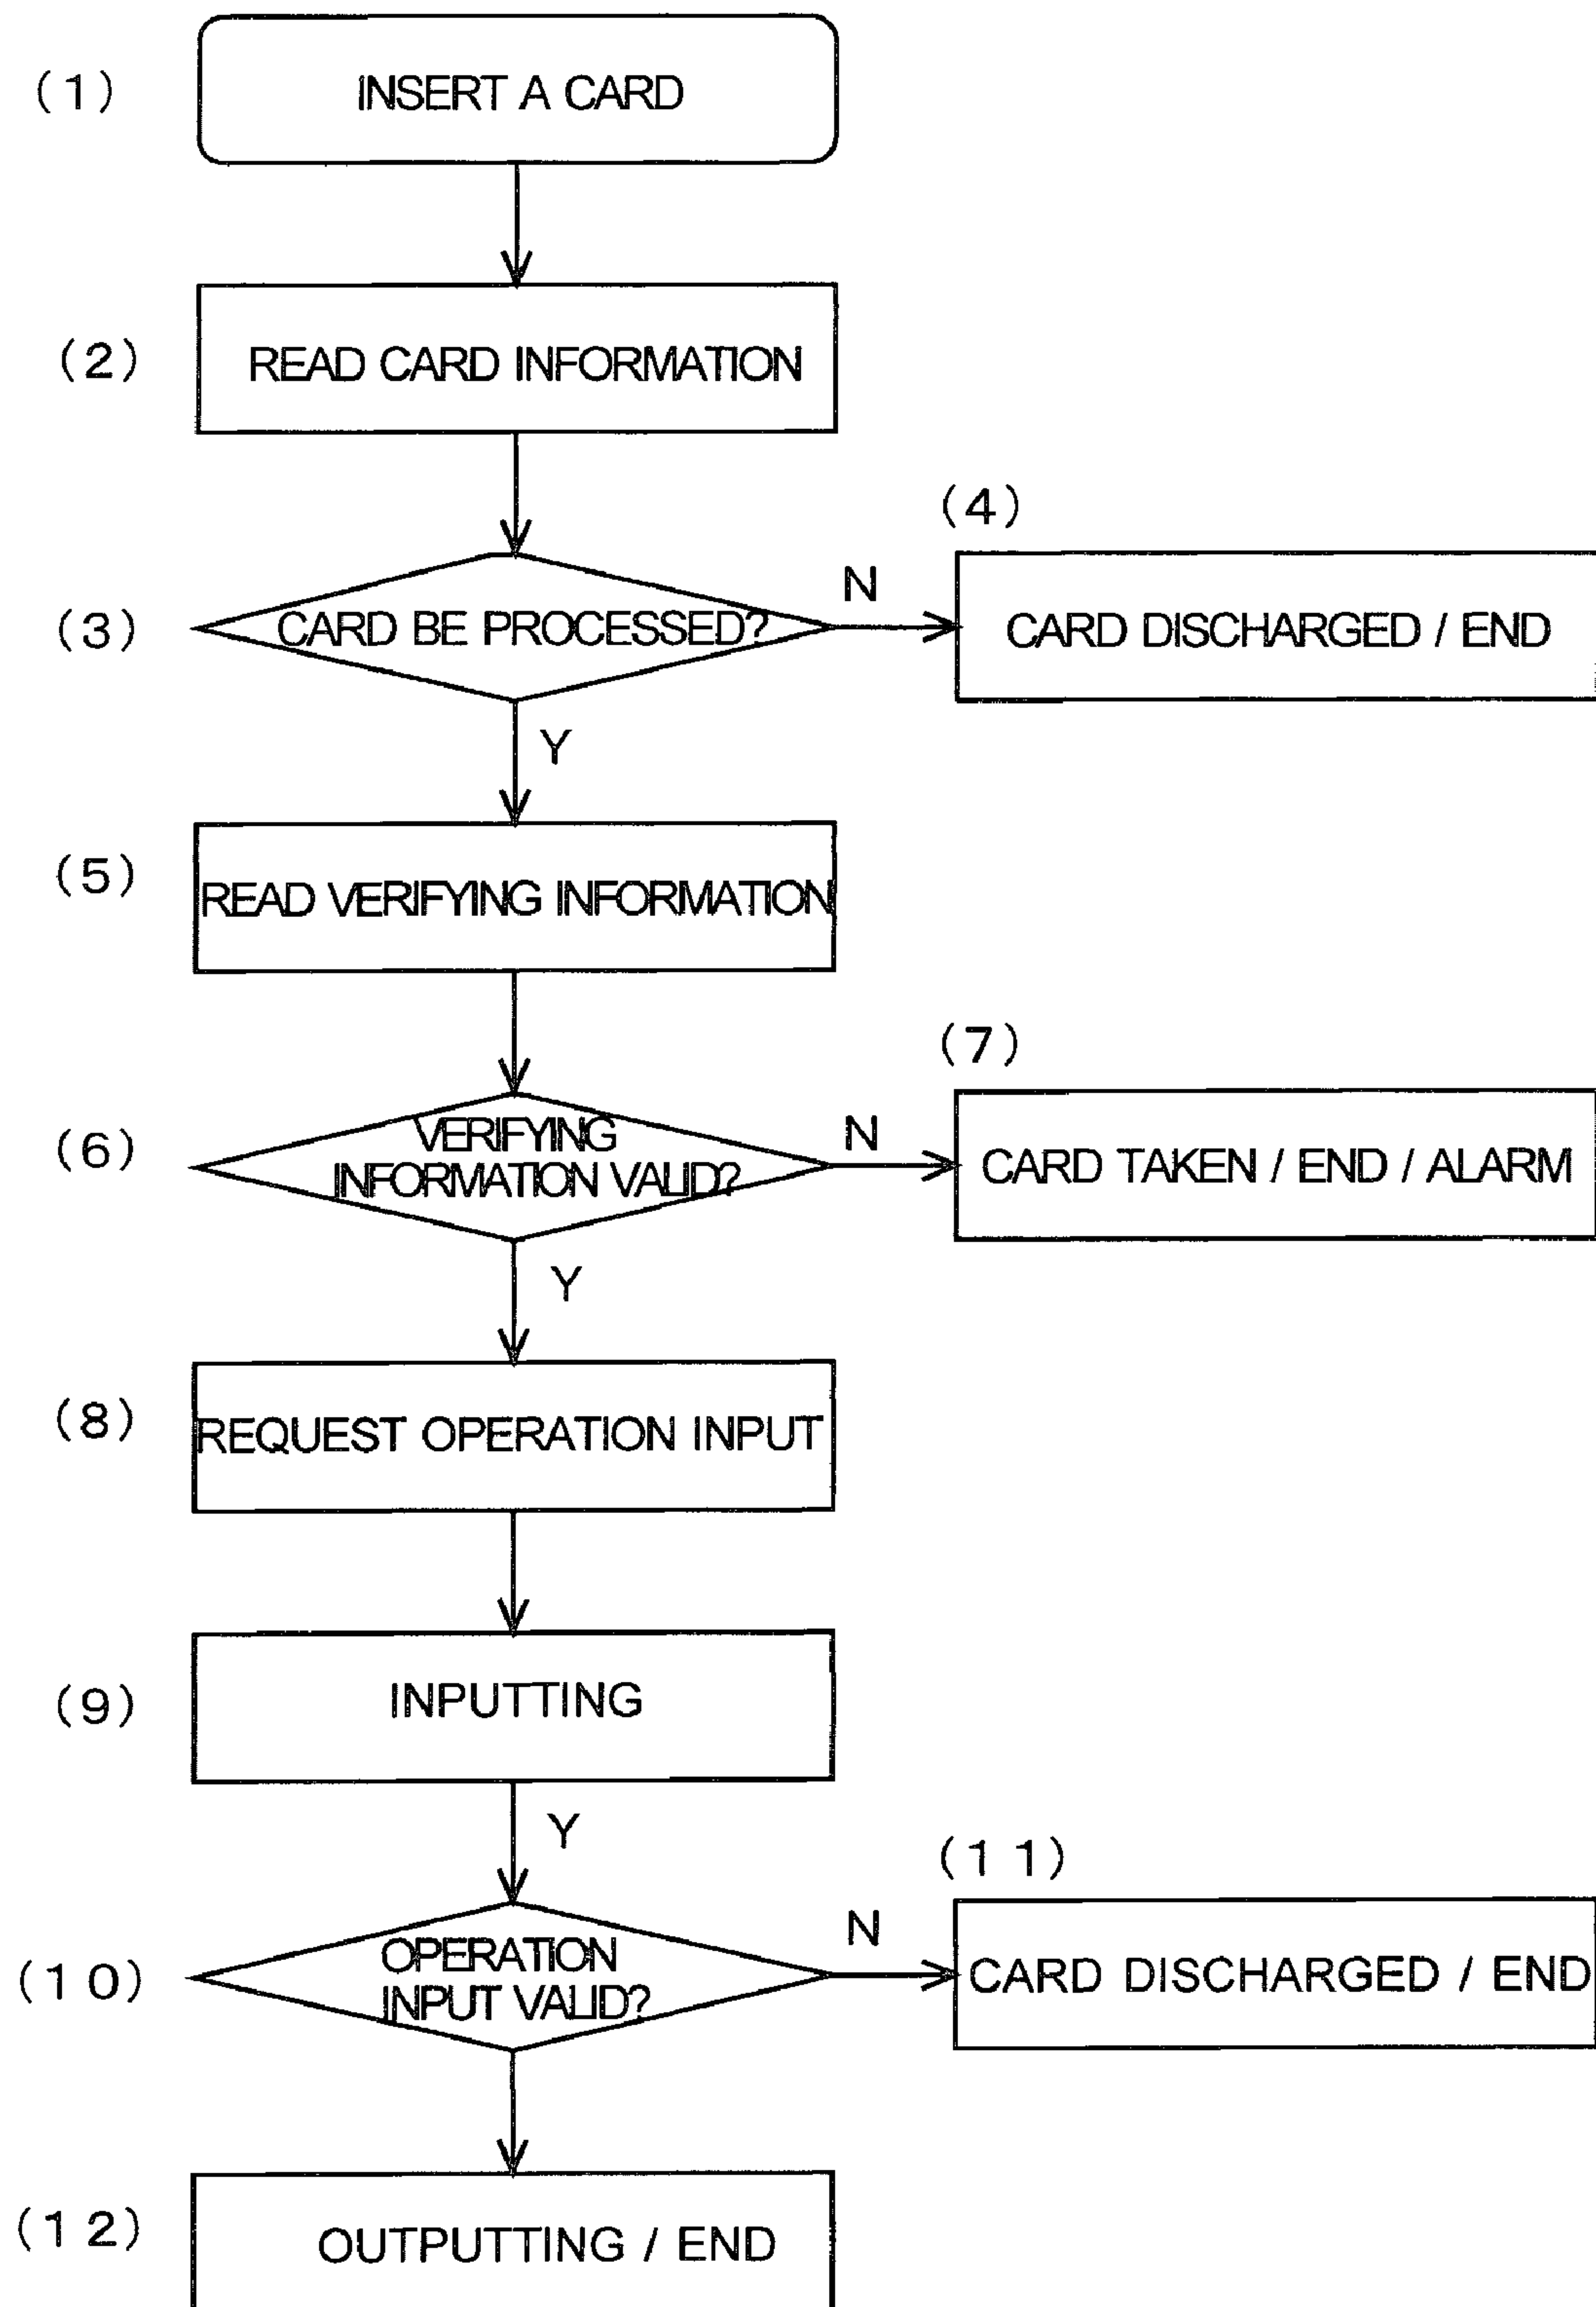 (1)
INSERT A CARD
(2)
READ CARD INFORMATION
(3)
CARD BE PROCESSED?
N
(4)
CARD DISCHARGED / END
Y
(5)
READ VERIFYING INFORMATION
(6)
VERIFYING
INFORMATION VALID?
N
(7)
CARD TAKEN / END / ALARM
Y
(8)
REQUEST OPERATION INPUT
(9)
INPUTTING
Y
(10)
OPERATION
INPUT VALID?
N
(11)
CARD DISCHARGED / END
(12)
OUTPUTTING / END